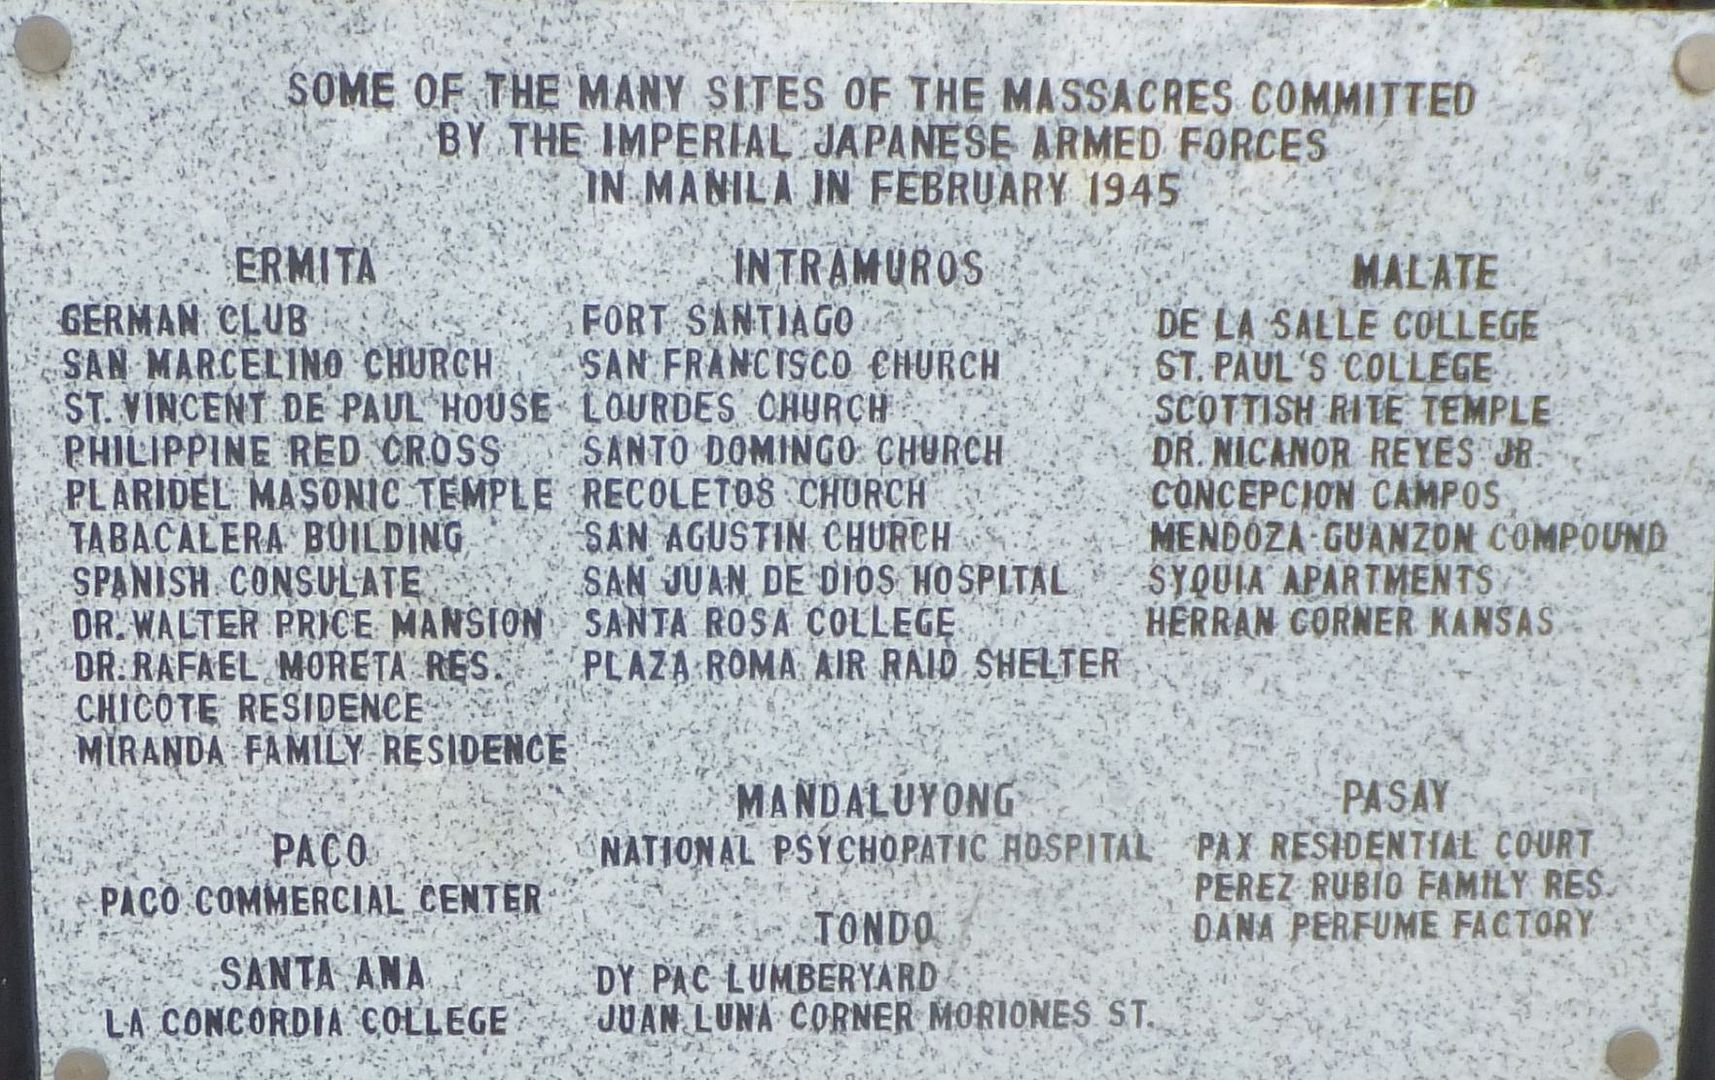 SOME OF THE MANY SITES OF THE MASSACRES COMMITTED
BY THE IMPERIAL JAPANESE ARMED FORCES
IN MANILA IN FEBRUARY 1945
ERMITA
GERMAN CLUB
SAN MARCELINO CHURCH
ST. VINCENT DE PAUL HOUSE
PHILIPPINE RED CROSS
PLARIDEL MASONIC TEMPLE
TABACALERA BUILDING
SPANISH CONSULATE
DR. WALTER PRICE MANSION
DR. RAFAEL MORETA RES.
CHICOTE RESIDENCE
MIRANDA FAMILY RESIDENCE
INTRAMUROS
FORT SANTIAGO
SAN FRANCISCO CHURCH
LOURDES CHURCH
SANTO DOMINGO CHURCH
RECOLETOS CHURCH
SAN AGUSTIN CHURCH
SAN JUAN DE DIOS HOSPITAL
SANTA ROSA COLLEGE
PLAZA ROMA AIR RAID SHELTER
MALATE
DE LA SALLE COLLEGE
ST. PAUL'S COLLEGE
SCOTTISH RITE TEMPLE
DR. NICANOR REYES JR.
CONCEPCION CAMPOS
MENDOZA-GUANZON COMPOUND
SYQUIA APARTMENTS
HERRAN CORNER KANSAS
PACO
PACO COMMERCIAL CENTER
SANTA ANA
LA CONCORDIA COLLEGE
MANDALUYONG
NATIONAL PSYCHOPATIC HOSPITAL
TONDO
DY PAC LUMBERYARD
JUAN LUNA CORNER MORIONES ST.
PASAY
PAX RESIDENTIAL COURT
PEREZ RUBIO FAMILY RES.
DANA PERFUME FACTORY